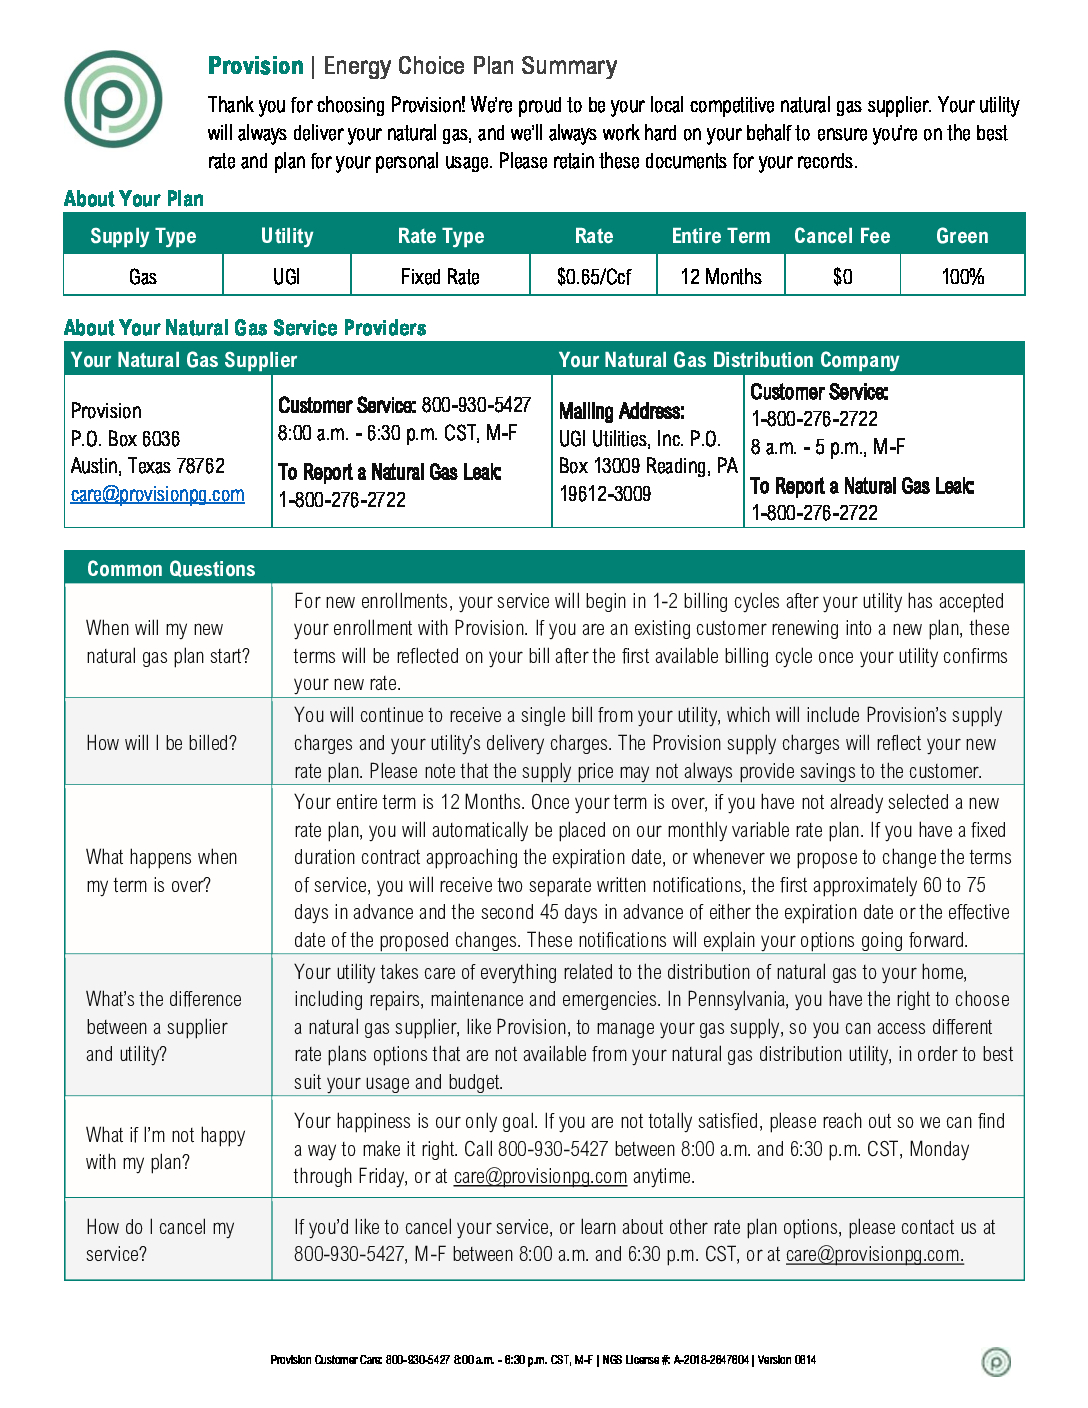 Provision | Energy Choice Plan Summary
Thank you for choosing Provision! We're proud to be your local competitive natural gas supplier. Your utility
will always deliver your natural gas, and we'll always work hard on your behalf to ensure you're on the best
rate and plan for your personal usage. Please retain these documents for your records.
About Your Plan
Supply Type Utility Rate Type Rate Entire Term Cancel Fee Green
Gas UGI Fixed Rate $0.65/Ccf 12 Months $0 100%
About Your Natural Gas Service Providers
Your Natural Gas Supplier
Provision
P.O. Box 6036
Austin, Texas 78762
care@provisionpg.com
Customer Service: 800-930-5427
8:00 a.m. - 6:30 p.m. CST, M-F
To Report a Natural Gas Leak:
1-800-276-2722
Your Natural Gas Distribution Company
Mailing Address:
UGI Utilities, Inc. P.O.
Box 13009 Reading, PA
19612-3009
Customer Service:
1-800-276-2722
8 a.m. - 5 p.m., M-F
To Report a Natural Gas Leak:
1-800-276-2722
Common Questions
When will my new
natural gas plan start?
For new enrollments, your service will begin in 1-2 billing cycles after your utility has accepted
your enrollment with Provision. If you are an existing customer renewing into a new plan, these
terms will be reflected on your bill after the first available billing cycle once your utility confirms
your new rate.
How will I be billed?
You will continue to receive a single bill from your utility, which will include Provision's supply
charges and your utility's delivery charges. The Provision supply charges will reflect your new
rate plan. Please note that the supply price may not always provide savings to the customer.
What happens when
my term is over?
Your entire term is 12 Months. Once your term is over, if you have not already selected a new
rate plan, you will automatically be placed on our monthly variable rate plan. If you have a fixed
duration contract approaching the expiration date, or whenever we propose to change the terms
of service, you will receive two separate written notifications, the first approximately 60 to 75
days in advance and the second 45 days in advance of either the expiration date or the effective
date of the proposed changes. These notifications will explain your options going forward.
What's the difference
between a supplier
and utility?
Your utility takes care of everything related to the distribution of natural gas to your home,
including repairs, maintenance and emergencies. In Pennsylvania, you have the right to choose
a natural gas supplier, like Provision, to manage your gas supply, so you can access different
rate plans options that are not available from your natural gas distribution utility, in order to best
suit your usage and budget.
What if I'm not happy
with my plan?
Your happiness is our only goal. If you are not totally satisfied, please reach out so we can find
a way to make it right. Call 800-930-5427 between 8:00 a.m. and 6:30 p.m. CST, Monday
through Friday, or at care@provisionpg.com anytime.
How do I cancel my
service?
If you'd like to cancel your service, or learn about other rate plan options, please contact us at
800-930-5427, M-F between 8:00 a.m. and 6:30 p.m. CST, or at care@provisionpg.com.
Provision Customer Care: 800-930-5427 8:00 a.m. - 6:30 p.m. CST, M-F | NGS License #: A-2018-2647604 | Version 0814